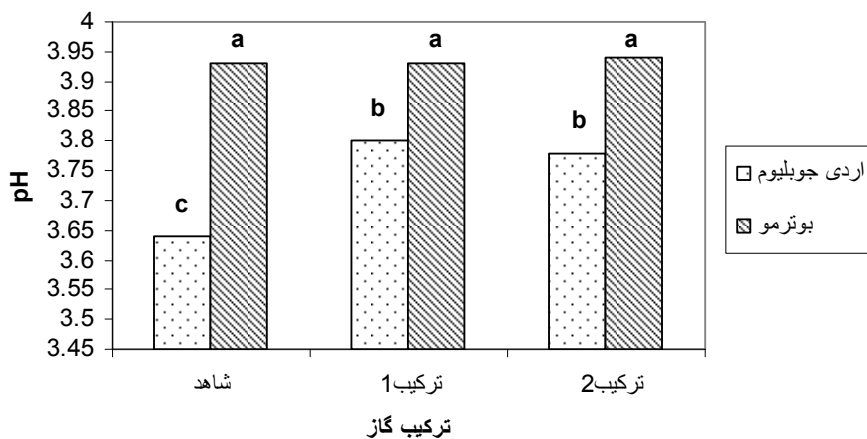 4
3.95
3.9
3.85
3.8
3.75
3.7
3.65
3.6
3.55
3.5
3.45
pH
c
a
b
a
b
a
شاهد
ترکیب1
ترکیب2
ترکیب گاز
اردی جوبلیوم
بوترمو